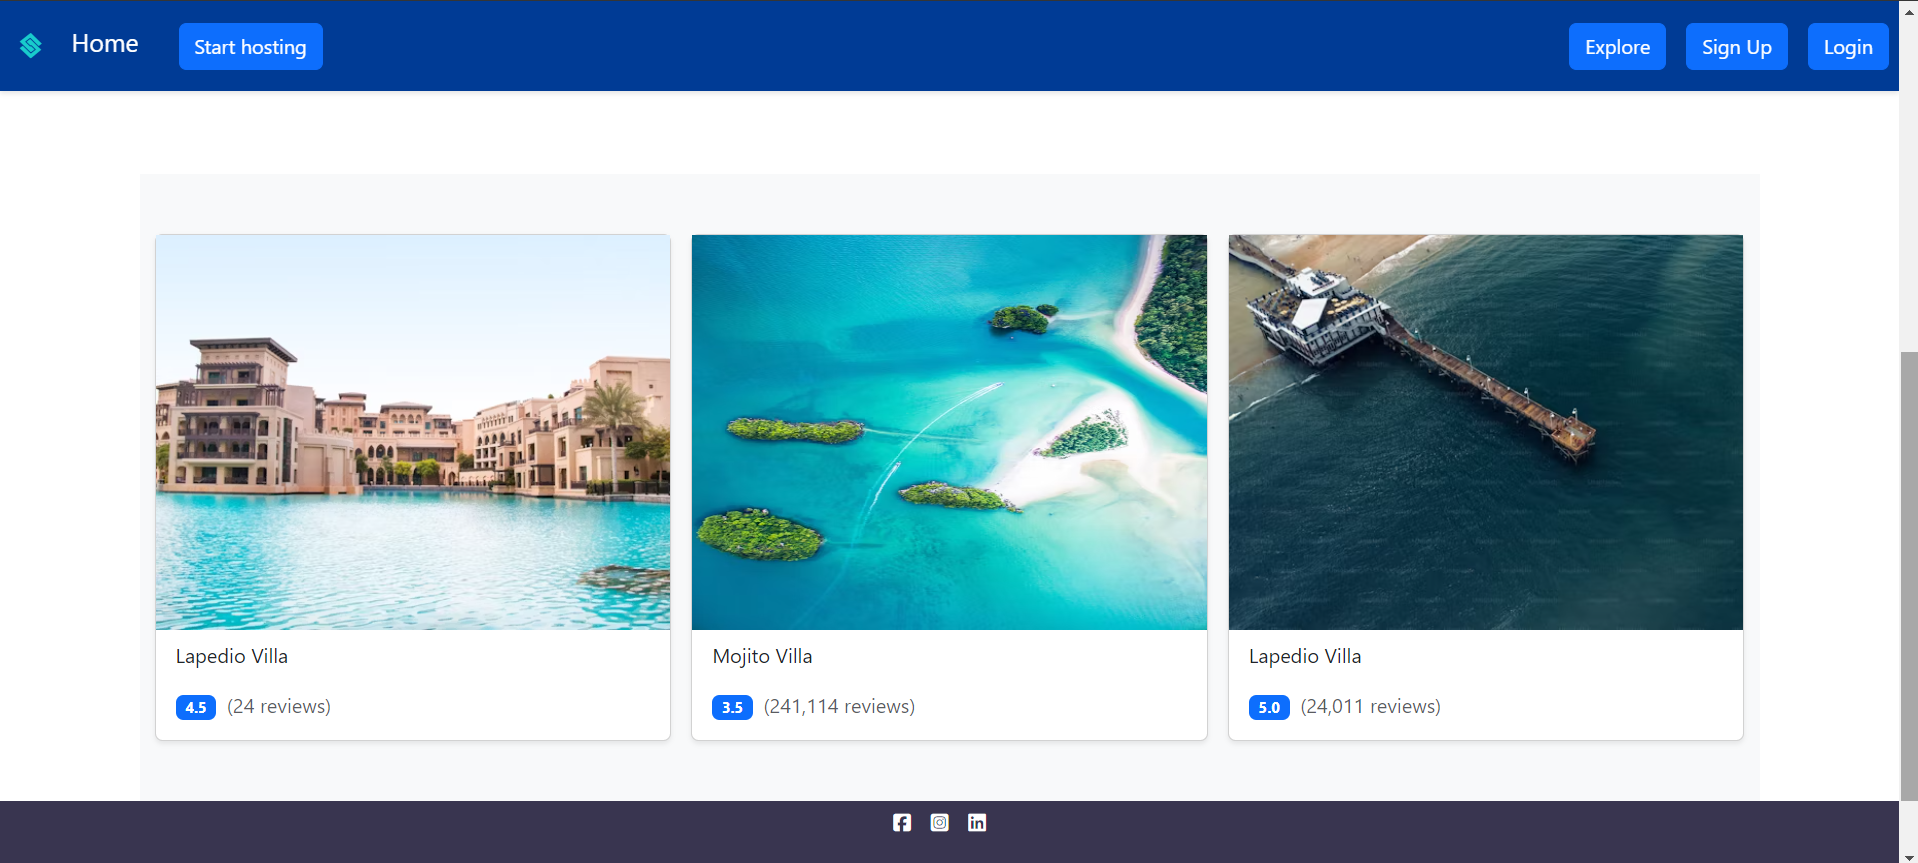 Home
Start hosting
Explore
Sign Up
Login
Lapedio Villa
4.5 (24 reviews)
Mojito Villa
3.5 (241,114 reviews)
Lapedio Villa
5.0 (24,011 reviews)